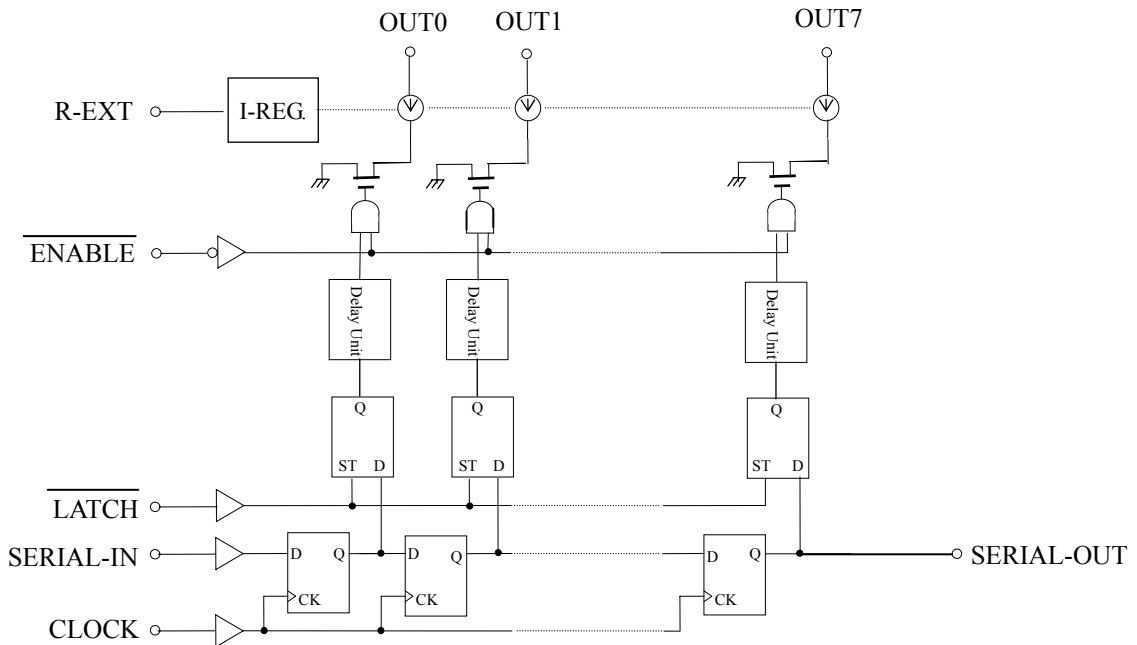 OUT0 OUT1 OUT7
R-EXT I-REG.
ENABLE
Delay Unit Delay Unit Delay Unit
Q Q Q
ST D ST D ST D
LATCH
SERIAL-IN D Q D Q D Q SERIAL-OUT
CK CK CK
CLOCK